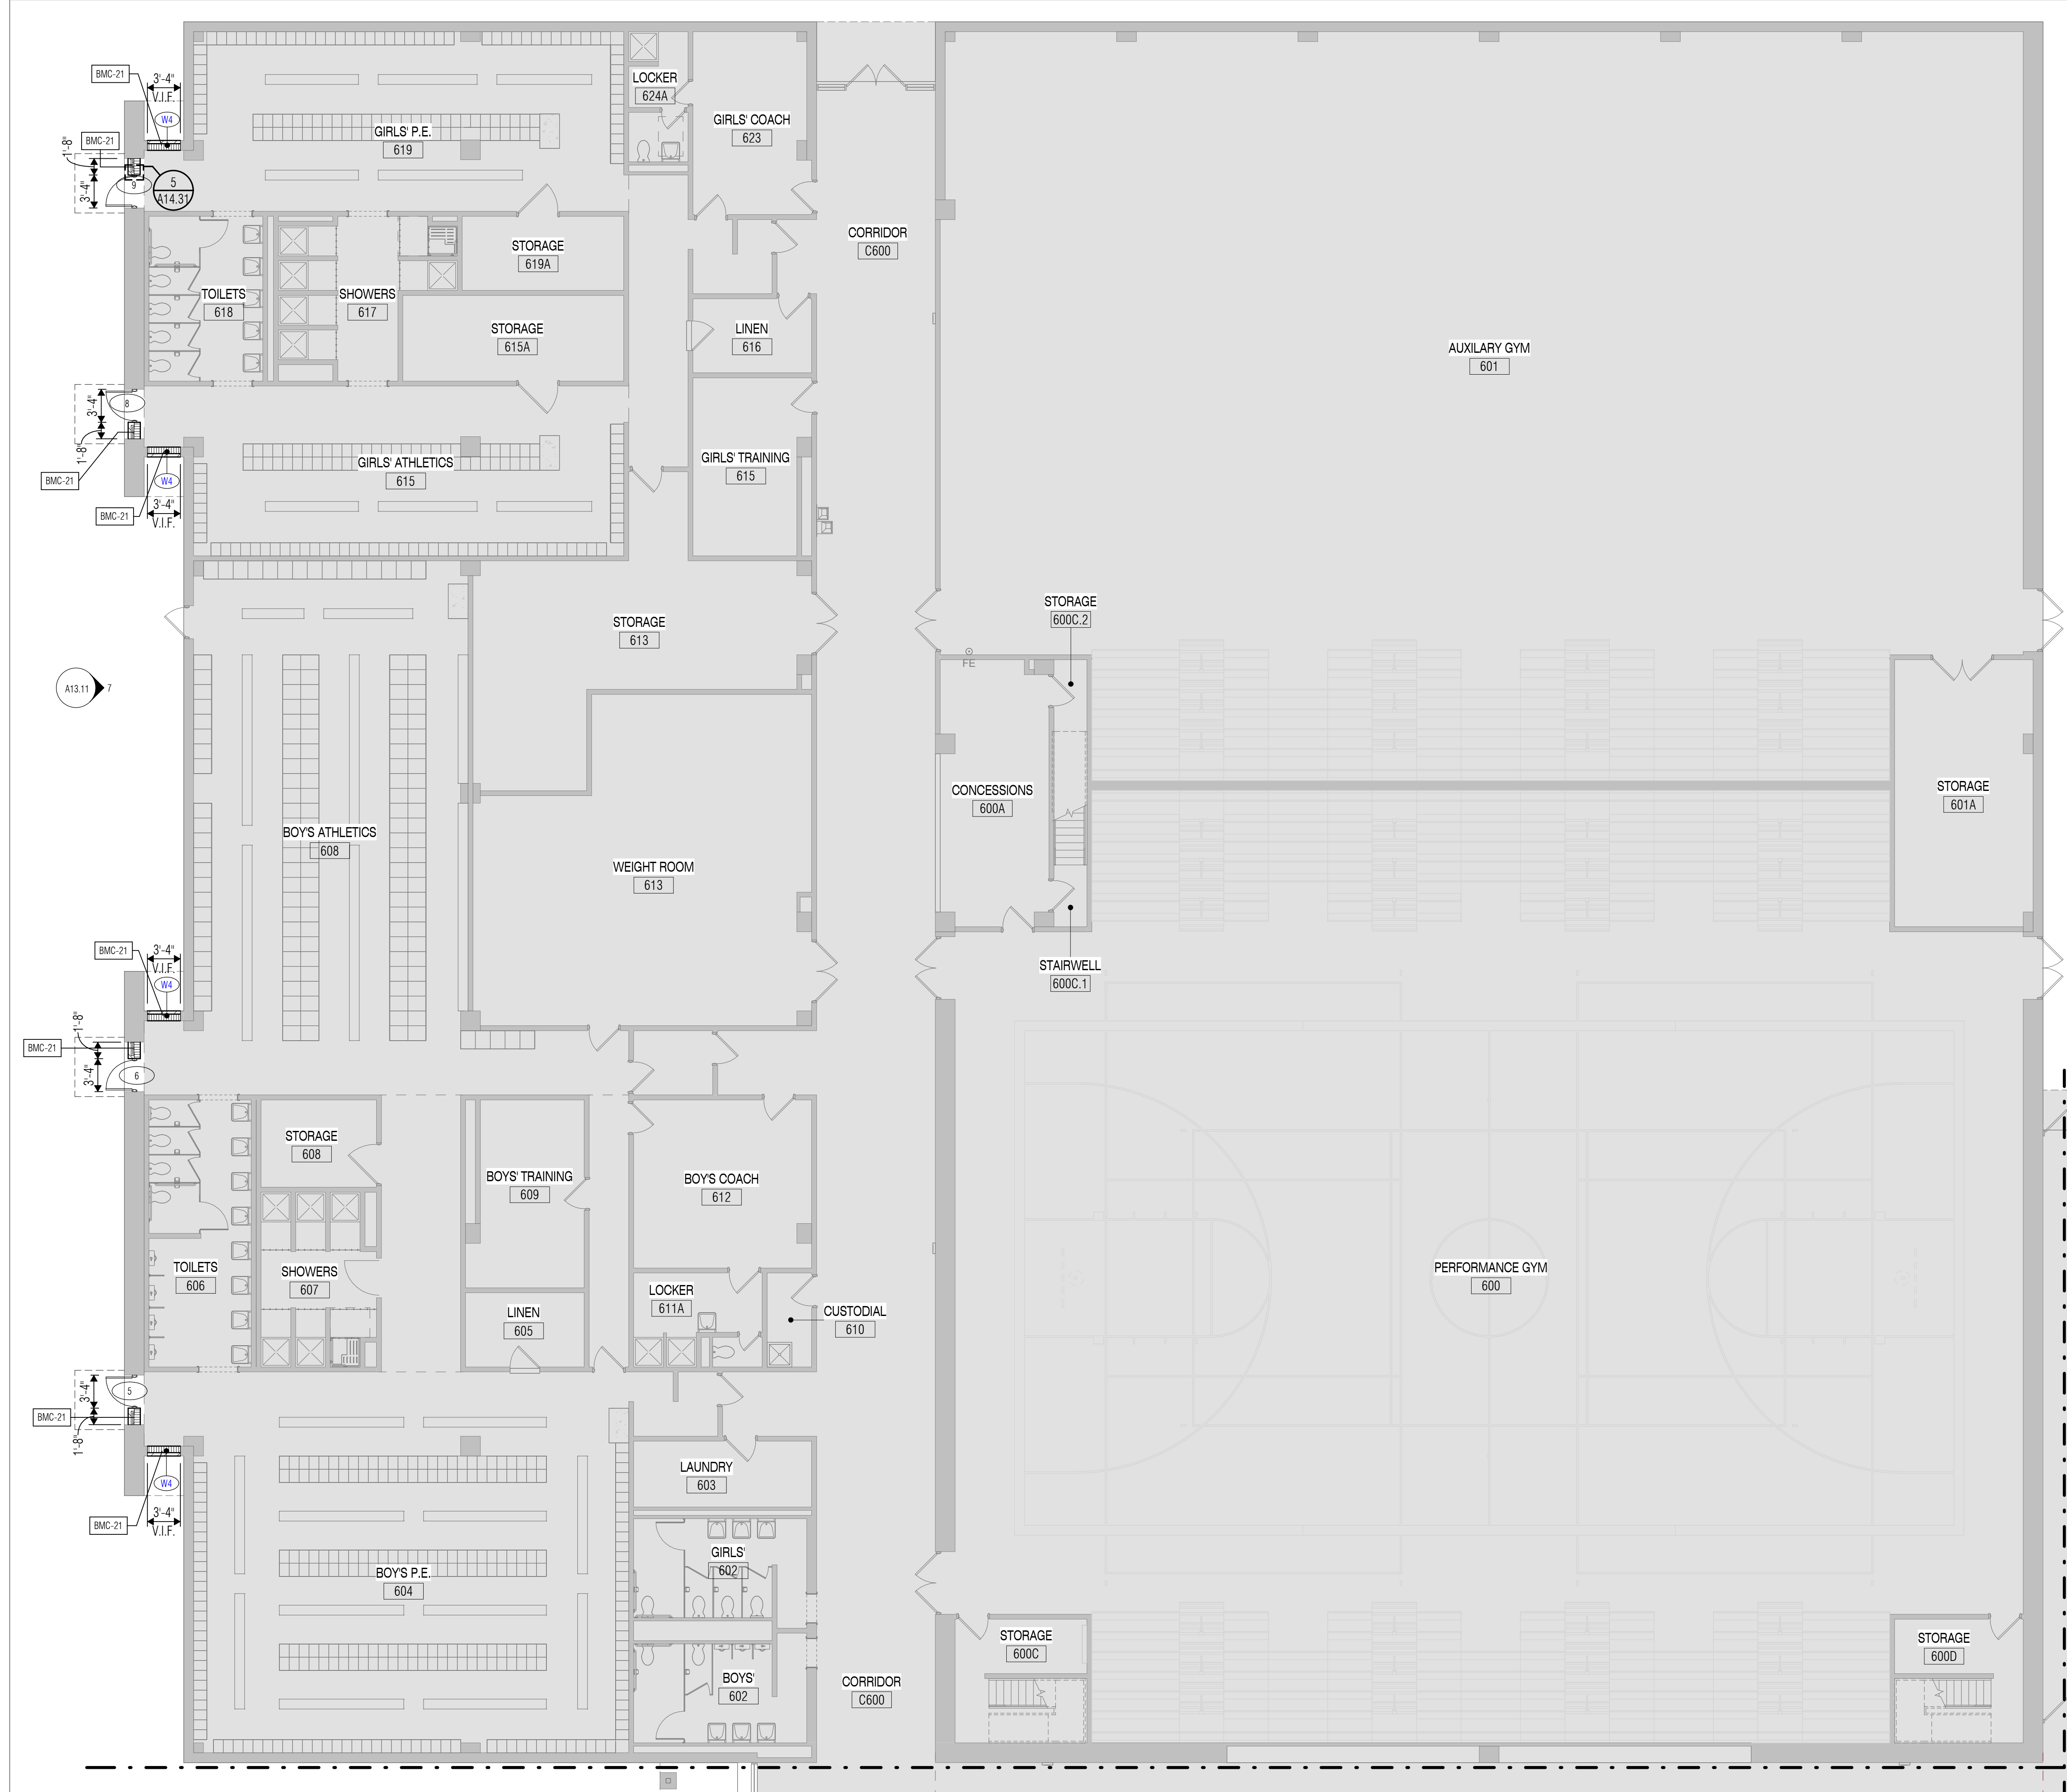 BMC-21
3'-4"
V.I.F.
W4
BMC-21
1'-8"
3'-4"
9
5
A14.31
GIRLS' P.E.
619
LOCKER
624A
GIRLS' COACH
623
CORRIDOR
C600
STORAGE
619A
TOILETS
618
SHOWERS
617
STORAGE
615A
LINEN
616
AUXILARY GYM
601
3'-4"
8
1'-8"
BMC-21
W4
BMC-21
3'-4"
V.I.F.
GIRLS' ATHLETICS
615
GIRLS' TRAINING
615
STORAGE
613
STORAGE
600C.2
FE
A13.11
7
CONCESSIONS
600A
STORAGE
601A
BOY'S ATHLETICS
608
WEIGHT ROOM
613
STAIRWELL
600C.1
BMC-21
3'-4"
V.I.F.
W4
1'-8"
BMC-21
3'-4"
6
STORAGE
608
BOYS' TRAINING
609
BOY'S COACH
612
TOILETS
606
SHOWERS
607
LINEN
605
LOCKER
611A
CUSTODIAL
610
PERFORMANCE GYM
600
3'-4"
5
BMC-21
1'-8"
W4
3'-4"
V.I.F.
BMC-21
LAUNDRY
603
GIRLS'
602
BOY'S P.E.
604
BOYS'
602
CORRIDOR
C600
STORAGE
600C
STORAGE
600D